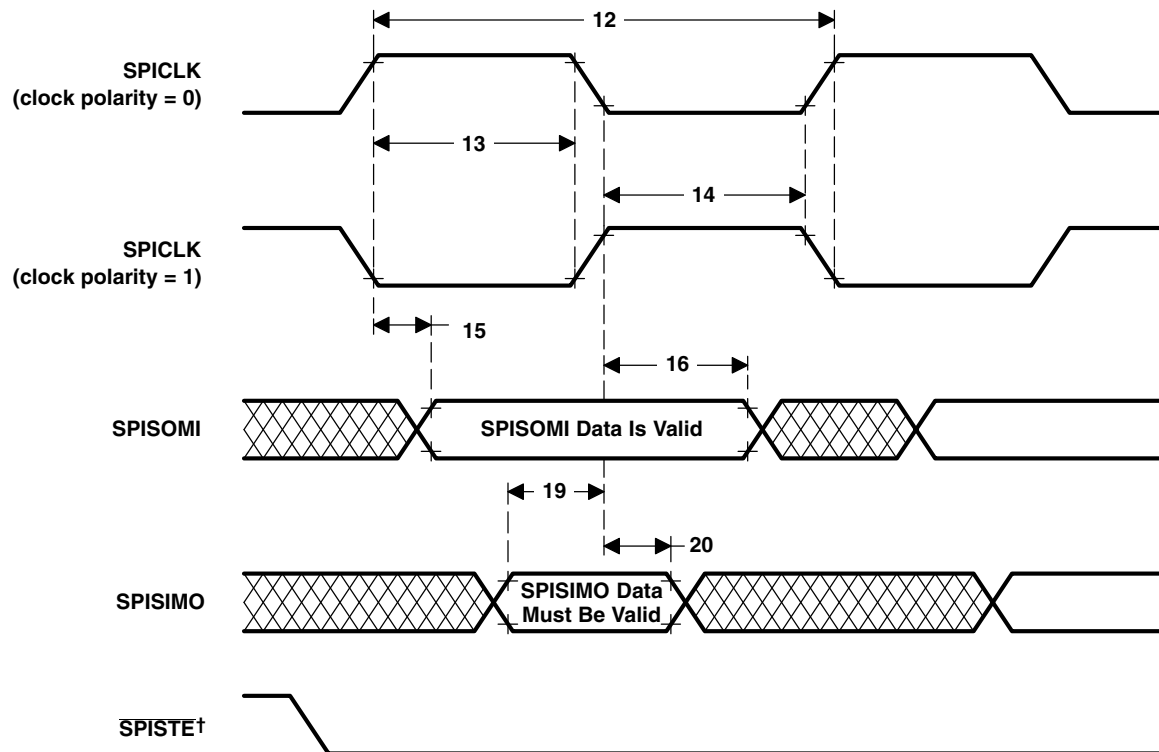 12
SPICLK
(clock polarity = 0)
13
14
SPICLK
(clock polarity = 1)
15
16
SPISOMI
SPISOMI Data Is Valid
19
20
SPISIMO
SPISIMO Data
Must Be Valid
SPISTE†